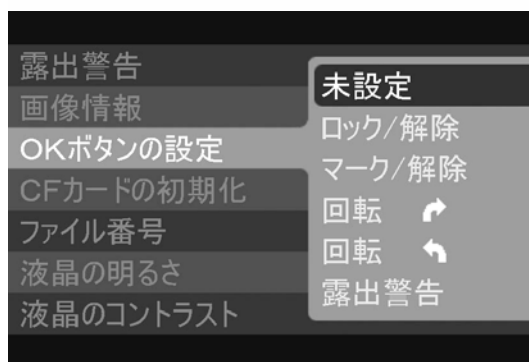 露出警告
画像情報
OKボタンの設定
CFカードの初期化
ファイル番号
液晶の明るさ
液晶のコントラスト
未設定
ロック/解除
マーク/解除
回転
回転
露出警告